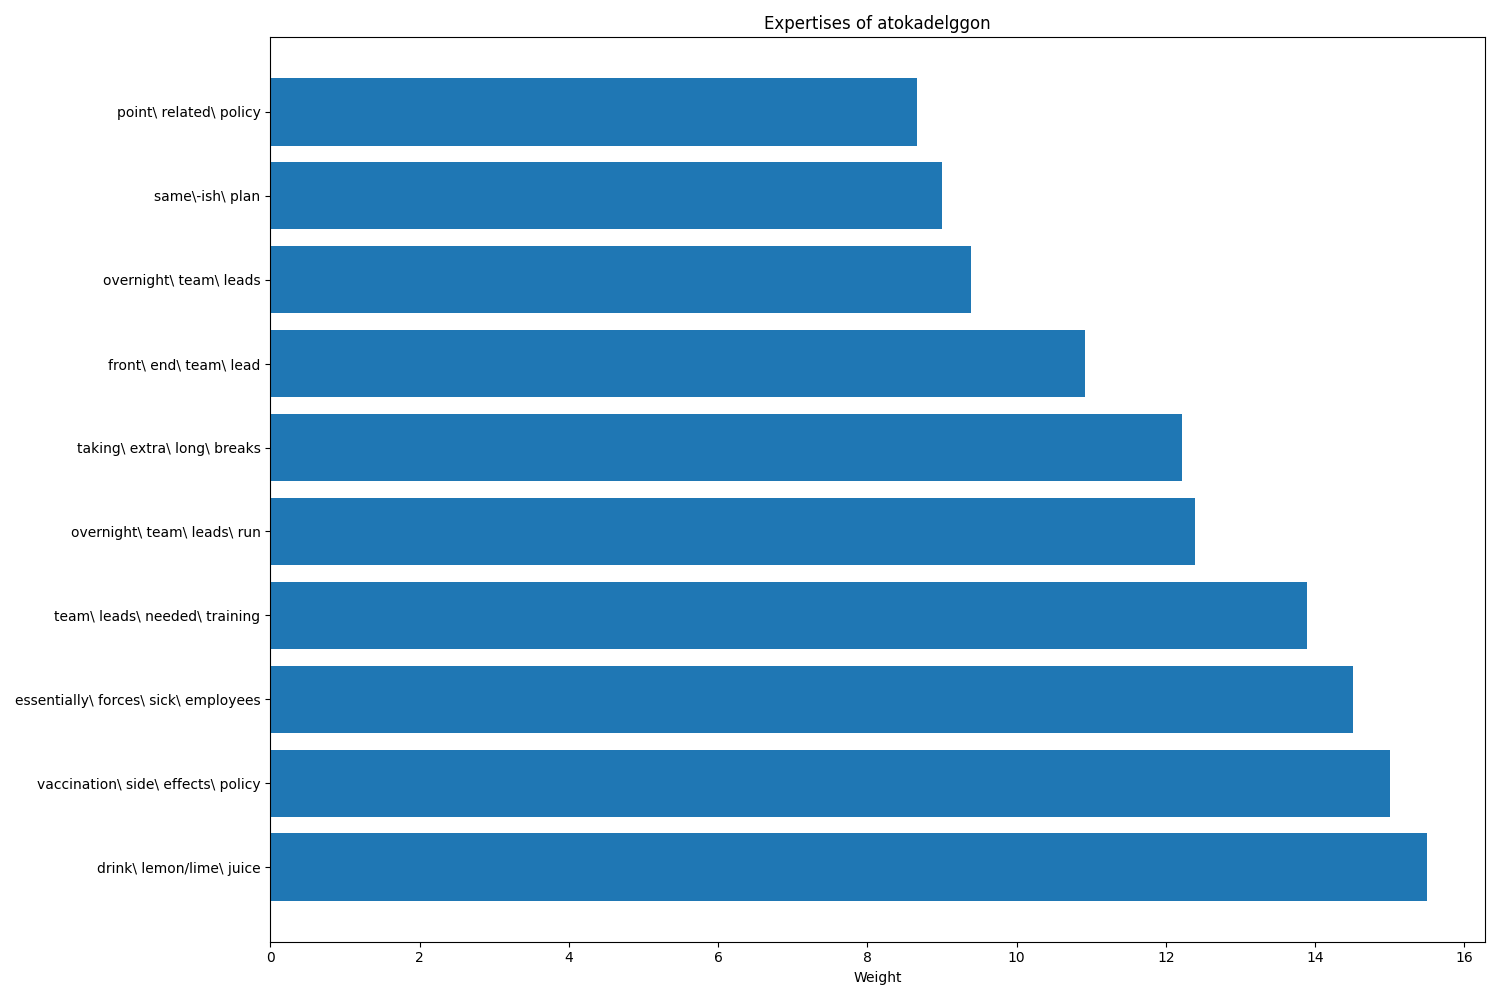 Expertises of atokadelggon
point\ related\ policy
same\-ish\ plan
overnight\ team\ leads
front\ end\ team\ lead
taking\ extra\ long\ breaks
overnight\ team\ leads\ run
team\ leads\ needed\ training
essentially\ forces\ sick\ employees
vaccination\ side\ effects\ policy
drink\ lemon/lime\ juice
0 2 4 6 8 10 12 14 16
Weight